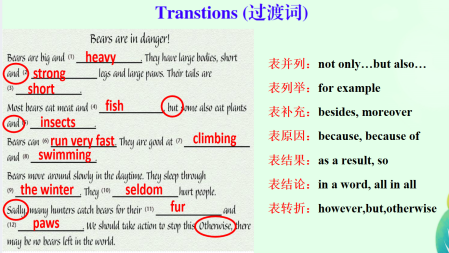 Transtions (过渡词)
Bears are in danger!
Bears are big and (1) heavy. They have large bodies, short
and (2) strong legs and large paws. Their tails are
(3) short.
Most bears eat meat and (4) fish, but some also eat plants
and (5) insects.
Bears can (6) run very fast. They are good at (7) climbing
and (8) swimming.
Bears move around slowly in the daytime. They sleep through
(9) the winter. They (10) seldom hurt people.
Sadly, many hunters catch bears for their (11) fur and
(12) paws. We should take action to stop this. Otherwise, there
may be no bears left in the world.
表并列：not only…but also…
表列举：for example
表补充：besides, moreover
表原因：because, because of
表结果：as a result, so
表结论：in a word, all in all
表转折：however,but,otherwise